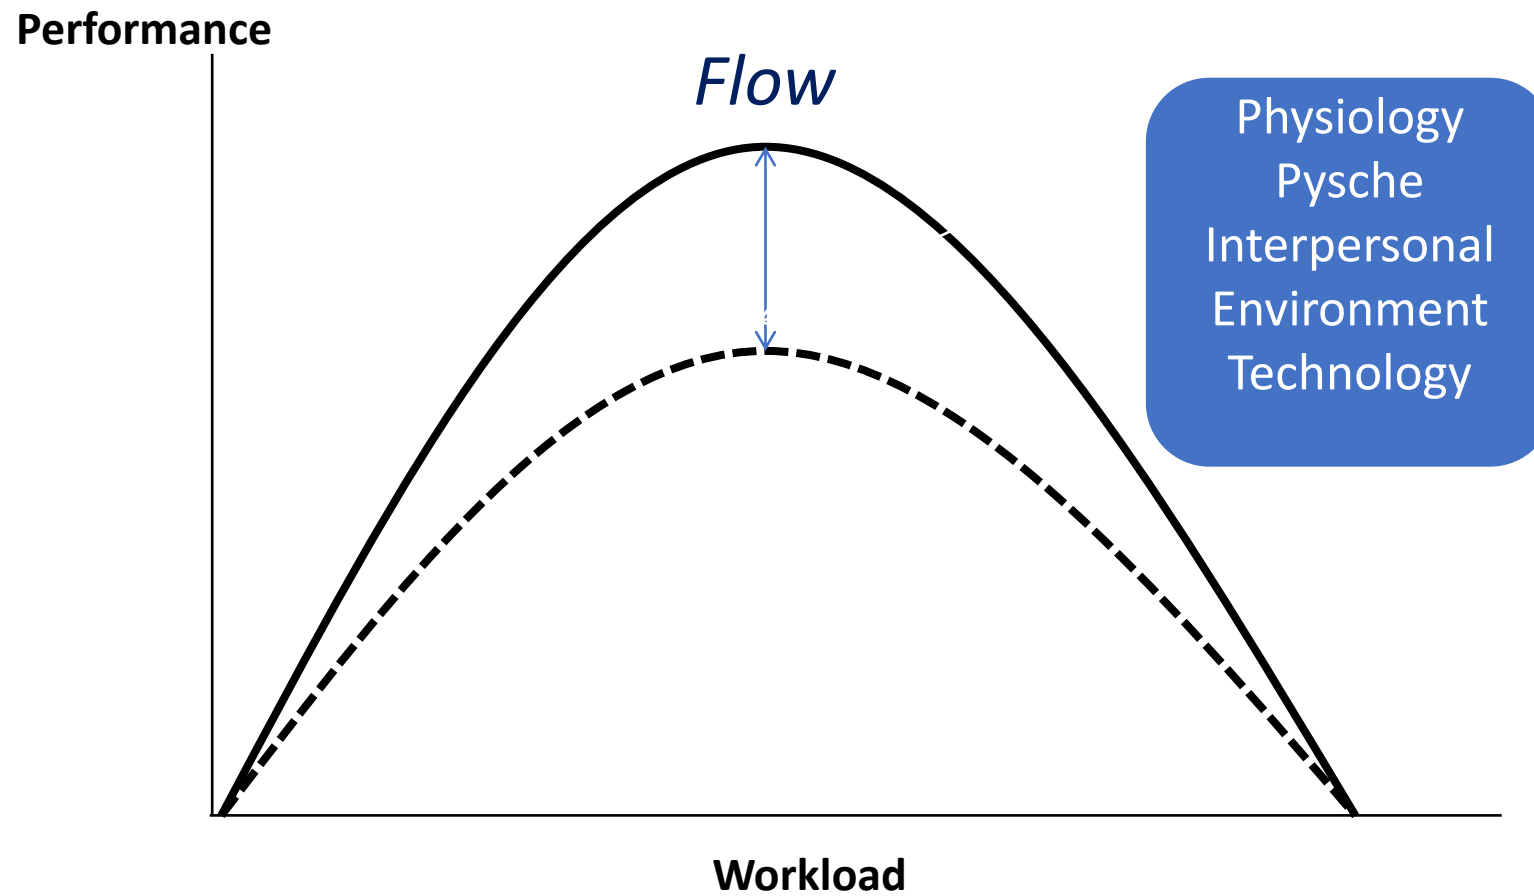 Performance
Flow
Physiology
Pysche
Interpersonal
Environment
Technology
Workload